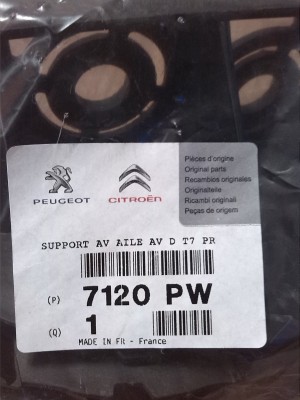 Pièces d'origine
Original parts
Recambios originales
Originalteile
Ricambi originali
Peças de origem
PEUGEOT
CITROËN
SUPPORT AV AILE AV D T7 PR
(P) 7120 PW
(Q) 1
MADE IN FR - France